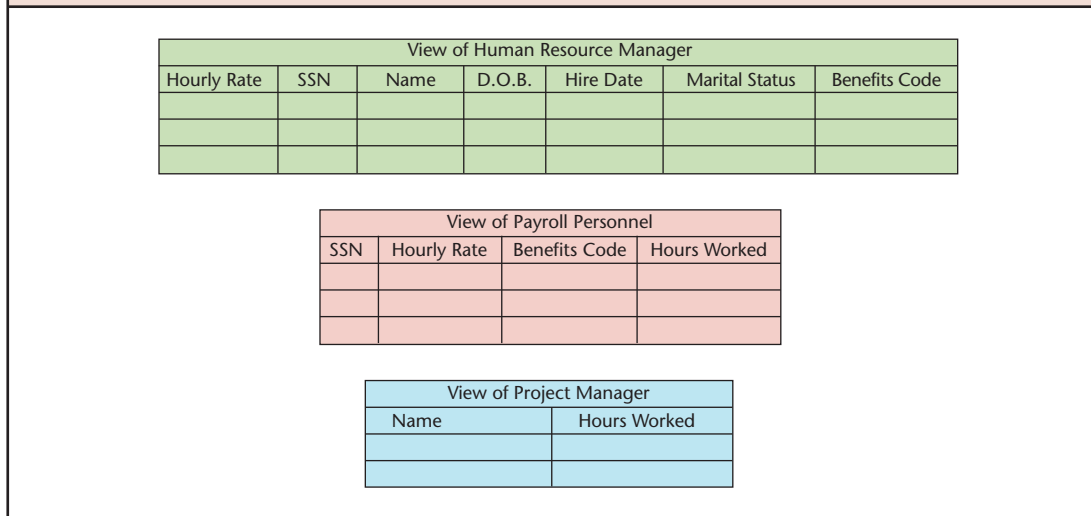 View of Human Resource Manager
Hourly Rate SSN Name D.O.B. Hire Date Marital Status Benefits Code
View of Payroll Personnel
SSN Hourly Rate Benefits Code Hours Worked
View of Project Manager
Name Hours Worked